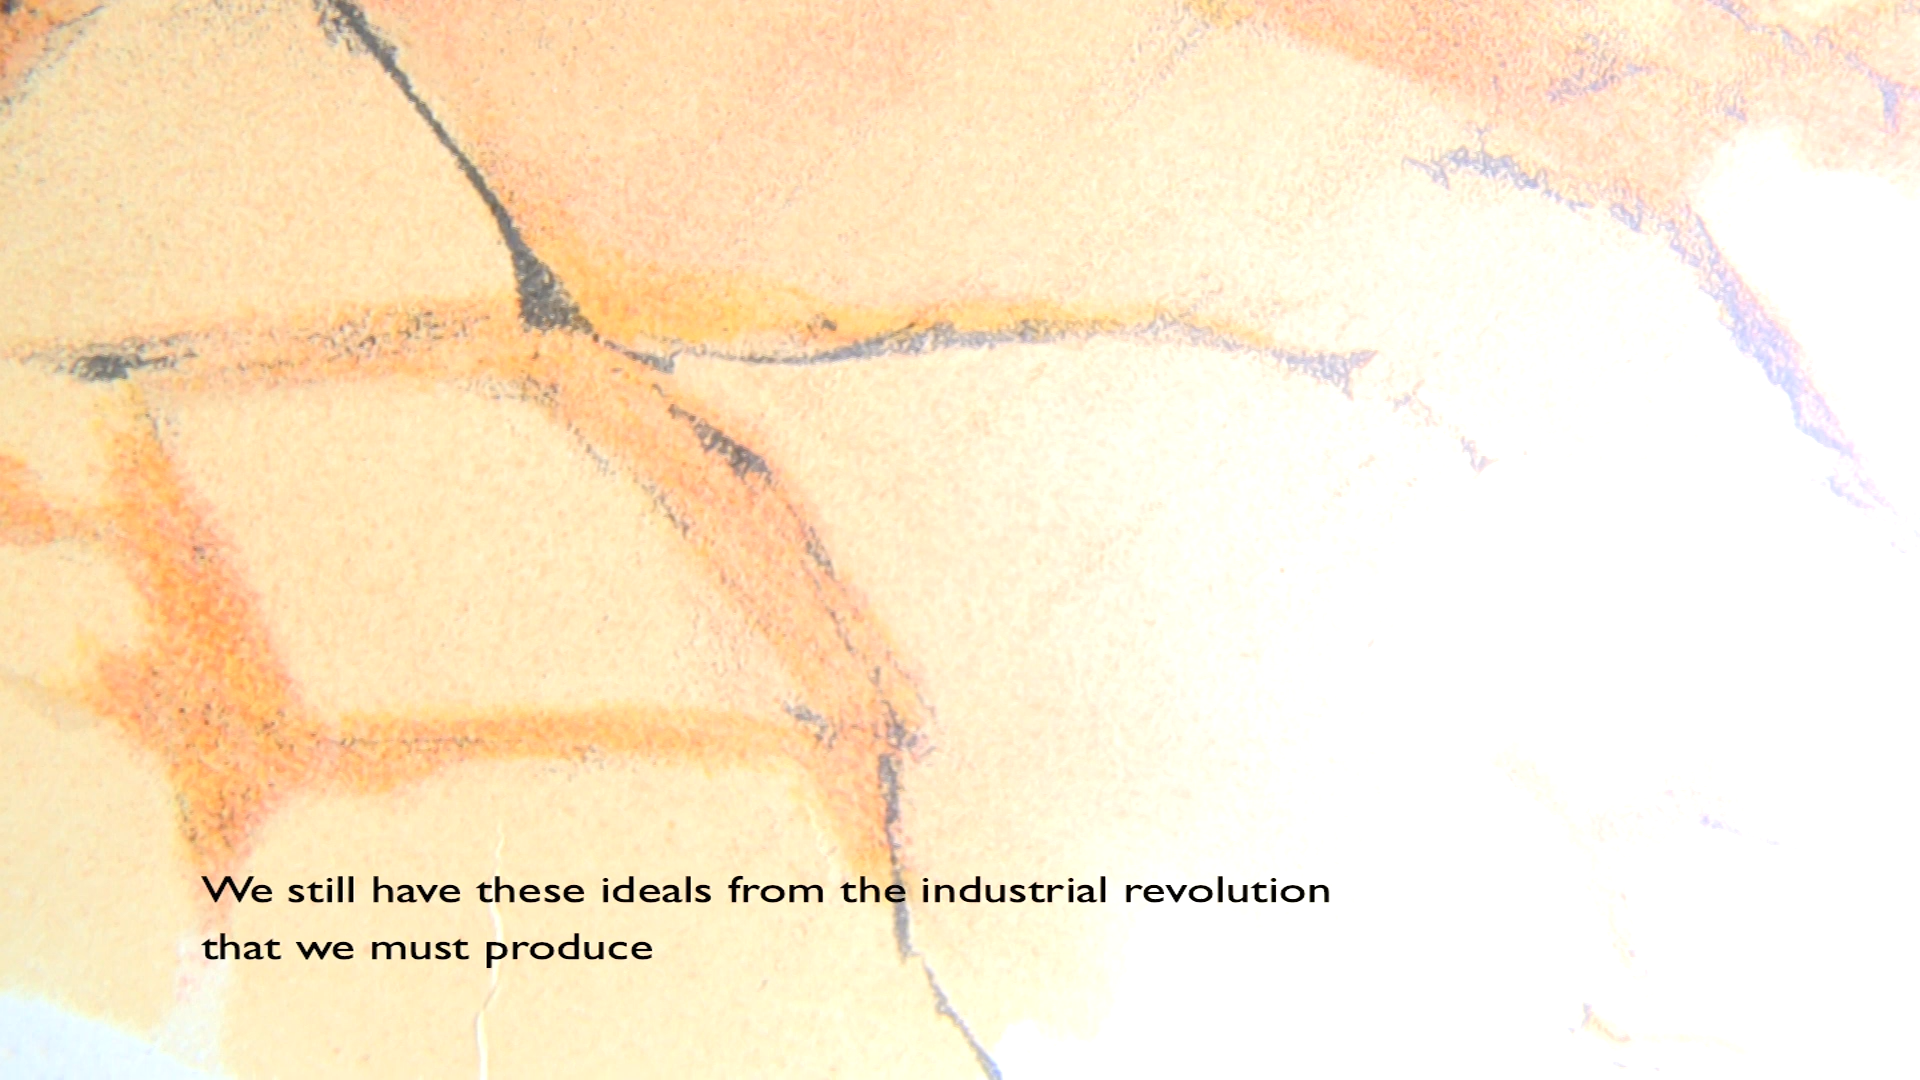 We still have these ideals from the industrial revolution
that we must produce